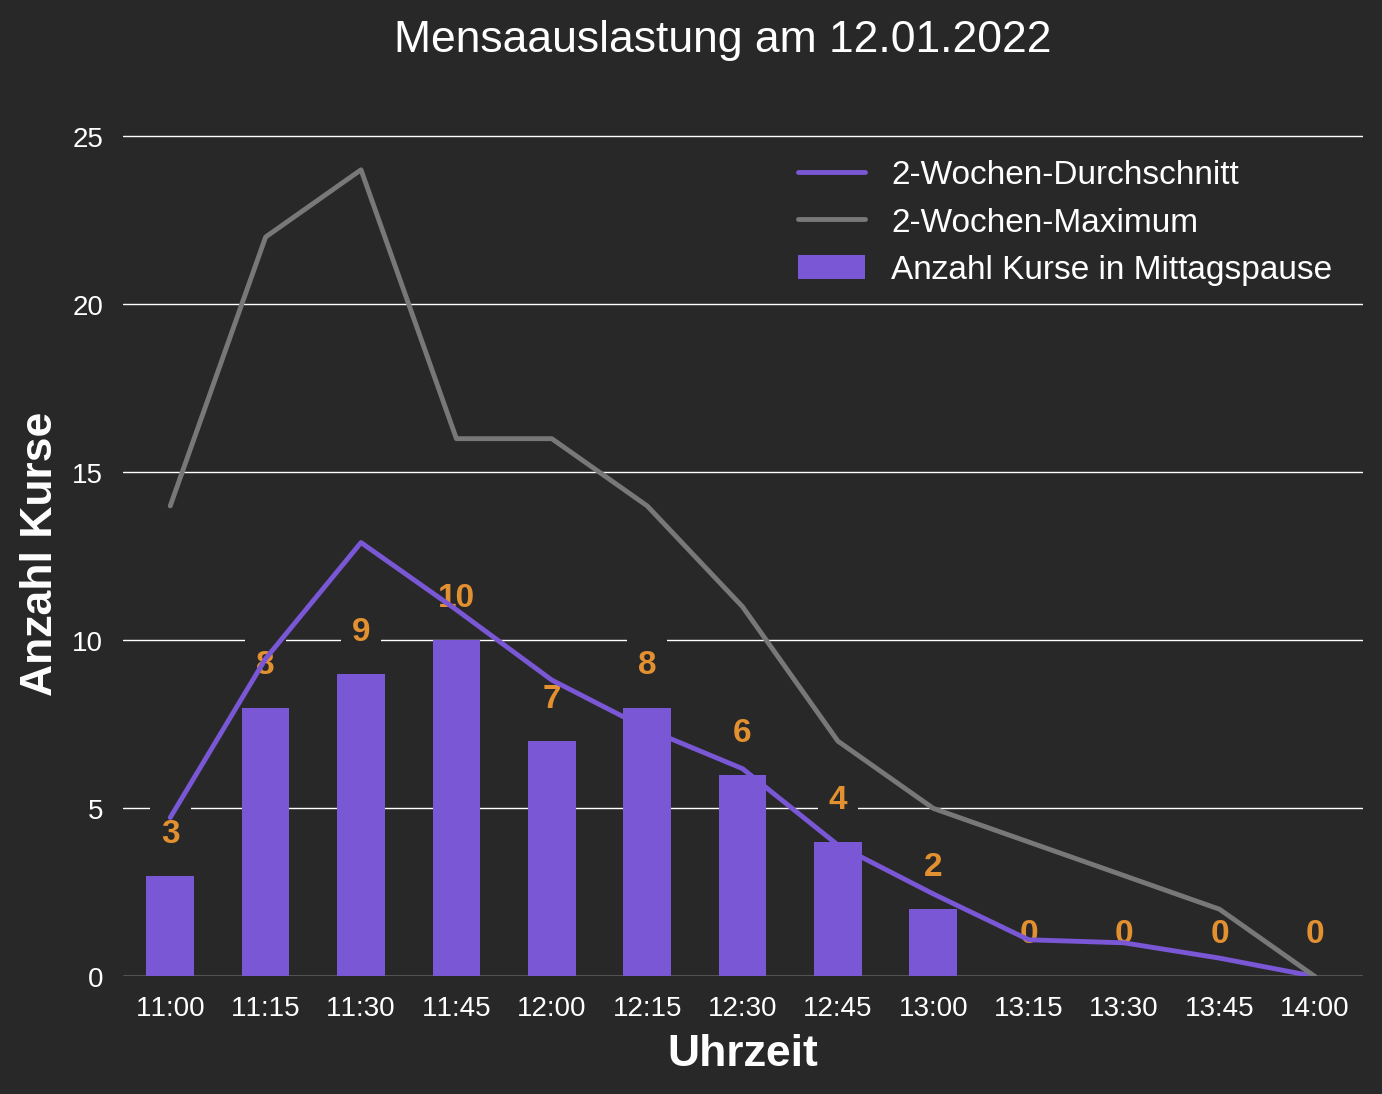 Mensaauslastung am 12.01.2022
25
20
15
10
5
0
Anzahl Kurse
2-Wochen-Durchschnitt
2-Wochen-Maximum
Anzahl Kurse in Mittagspause
3
8
9
10
7
8
6
4
2
0
0
0
0
11:00 11:15 11:30 11:45 12:00 12:15 12:30 12:45 13:00 13:15 13:30 13:45 14:00
Uhrzeit